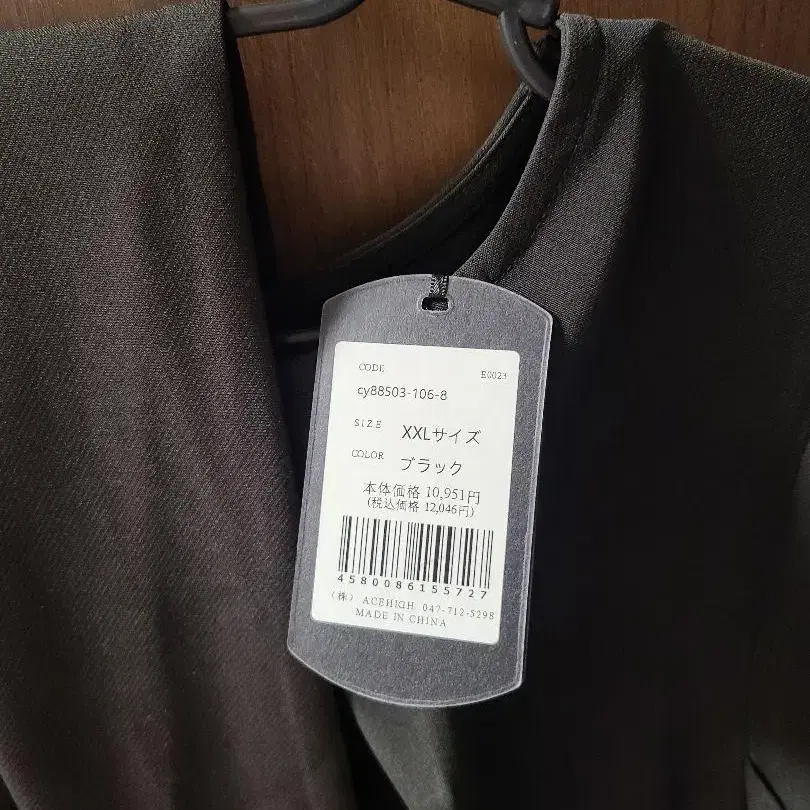 CODE E0023
cy88503-106-8
SIZE XXLサイズ
COLOR ブラック
本体価格 10,951円
(税込価格 12,046円)
4580086155727
(株) ACEHIGH 047-712-5298
MADE IN CHINA